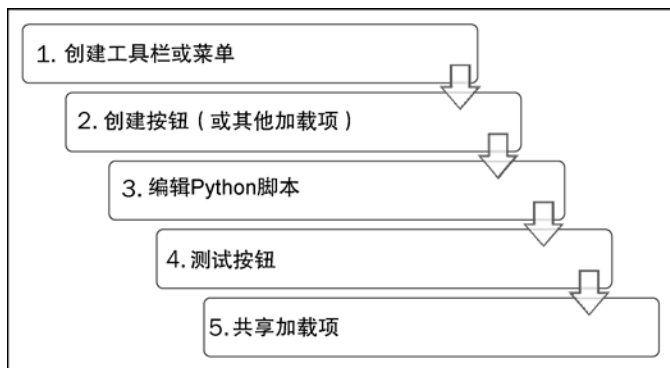 1. 创建工具栏或菜单
2. 创建按钮（或其他加载项）
3. 编辑Python脚本
4. 测试按钮
5. 共享加载项